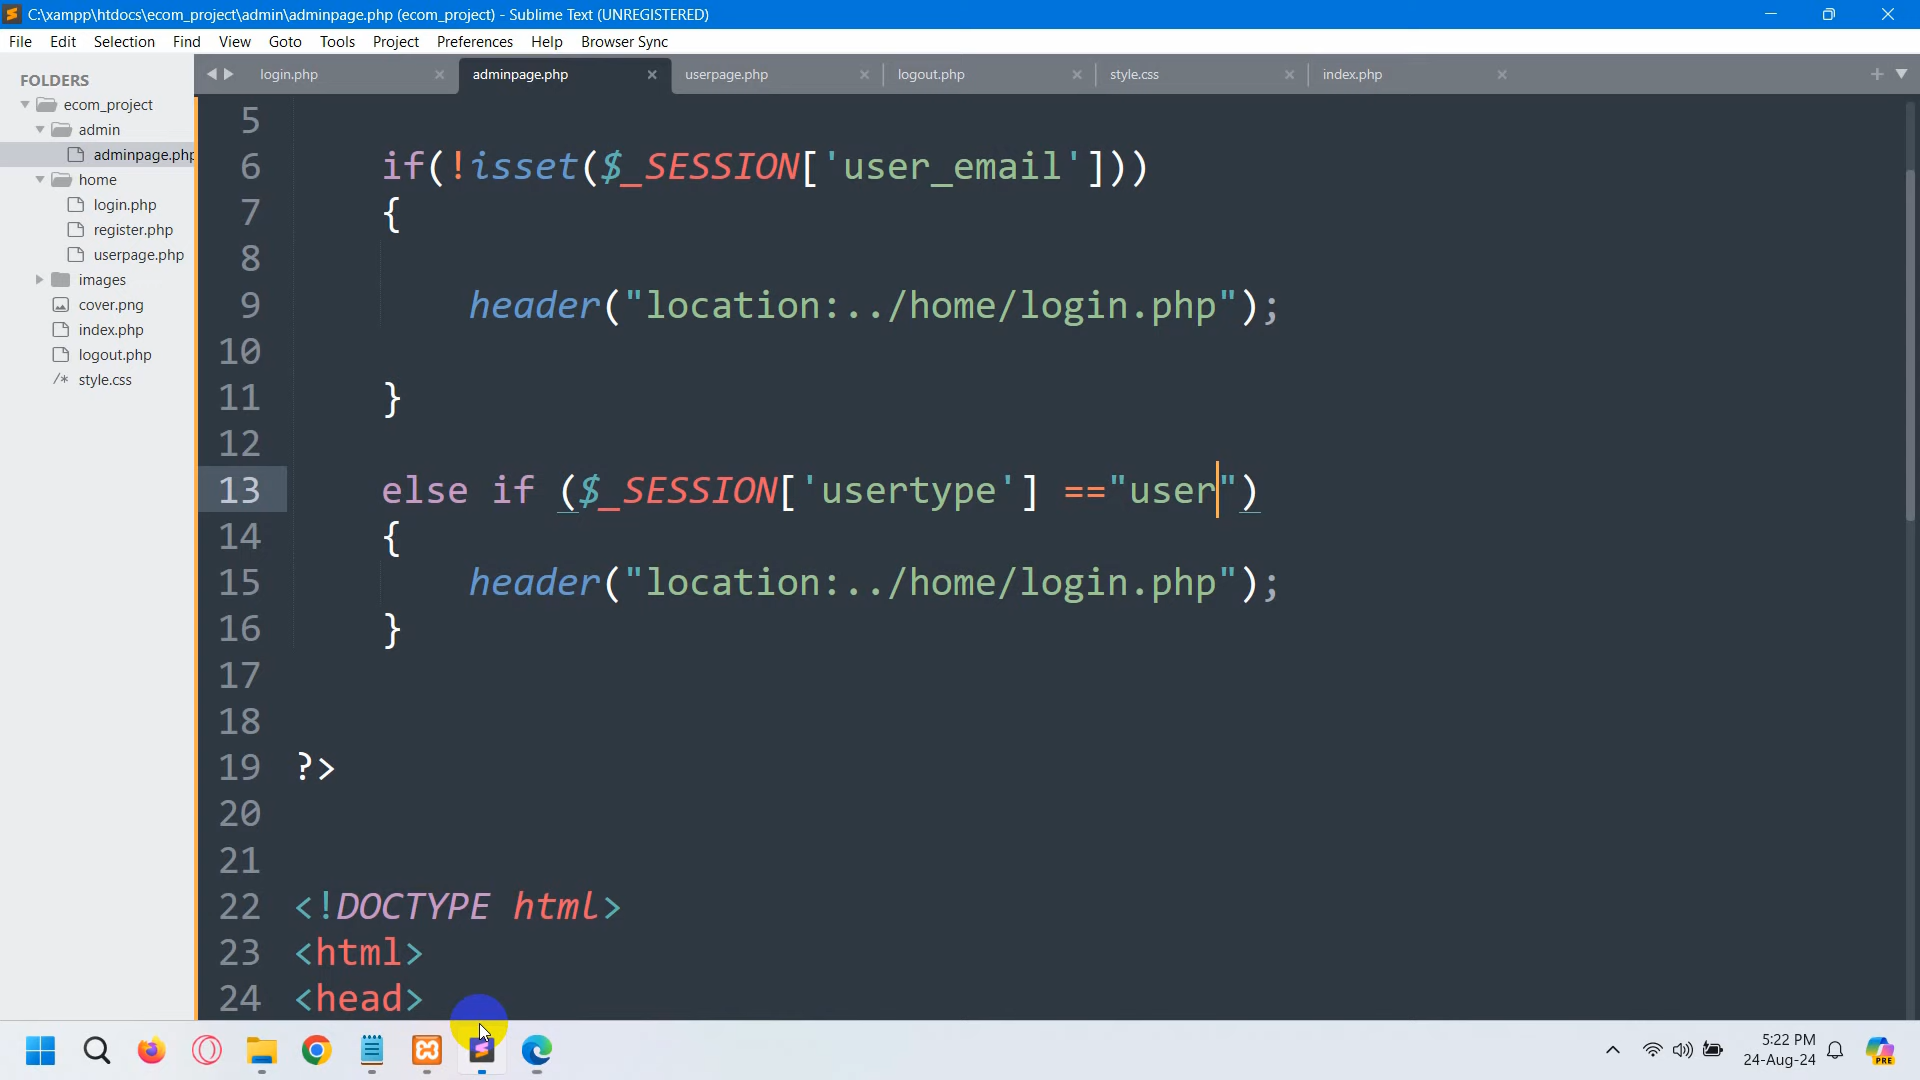 C:\xampp\htdocs\ecom_project\admin\adminpage.php (ecom_project) - Sublime Text (UNREGISTERED)
File Edit Selection Find View Goto Tools Project Preferences Help Browser Sync
FOLDERS
ecom_project
admin
adminpage.php
home
login.php
register.php
userpage.php
images
cover.png
index.php
logout.php
/* style.css
login.php adminpage.php userpage.php logout.php style.css index.php
5
6 if(!isset($_SESSION['user_email']))
7 {
8
9 header("location:../home/login.php");
10
11 }
12
13 else if ($_SESSION['usertype'] =="user")
14 {
15 header("location:../home/login.php");
16 }
17
18
19 ?>
20
21
22 <!DOCTYPE html>
23 <html>
24 <head>
5:22 PM
24-Aug-24
PRE